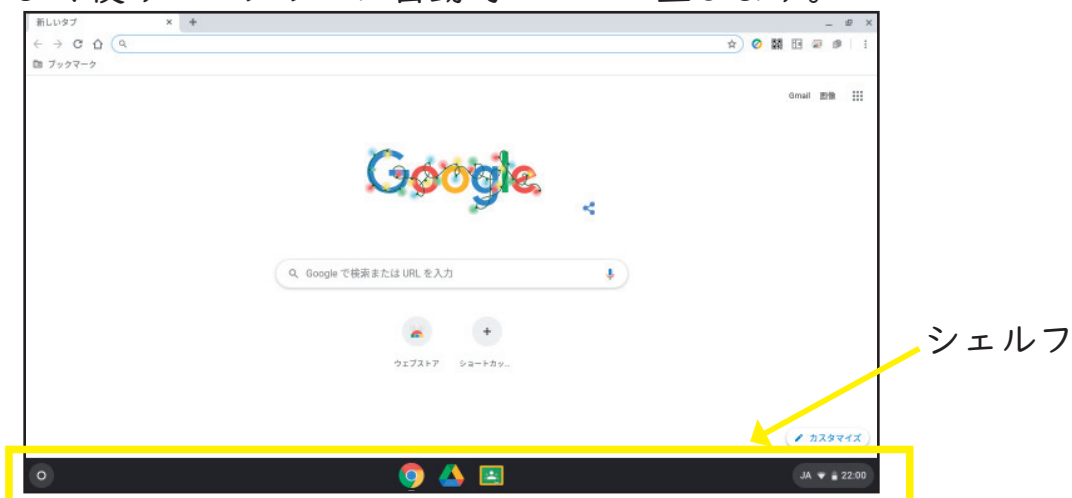 新しいタブ
ブックマーク
Gmail 画像
Google
Google で検索または URL を入力
ウェブストア ショートカッ...
シェルフ
カスタマイズ
JA 22:00